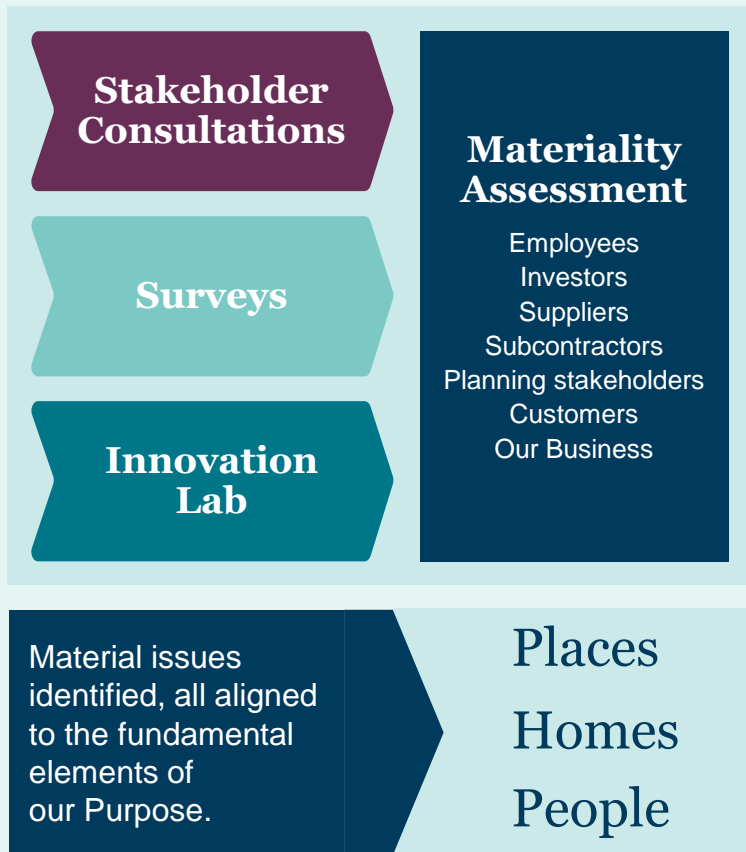 Stakeholder
Consultations
Surveys
Innovation
Lab
Materiality
Assessment
Employees
Investors
Suppliers
Subcontractors
Planning stakeholders
Customers
Our Business
Material issues
identified, all aligned
to the fundamental
elements of
our Purpose.
Places
Homes
People